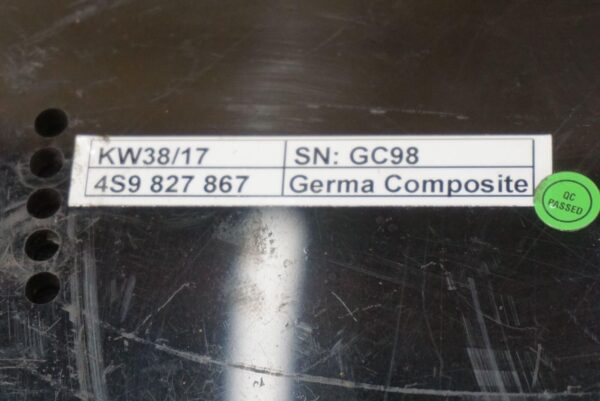 KW38/17 SN: GC98
4S9 827 867 Germa Composite
QC
PASSED